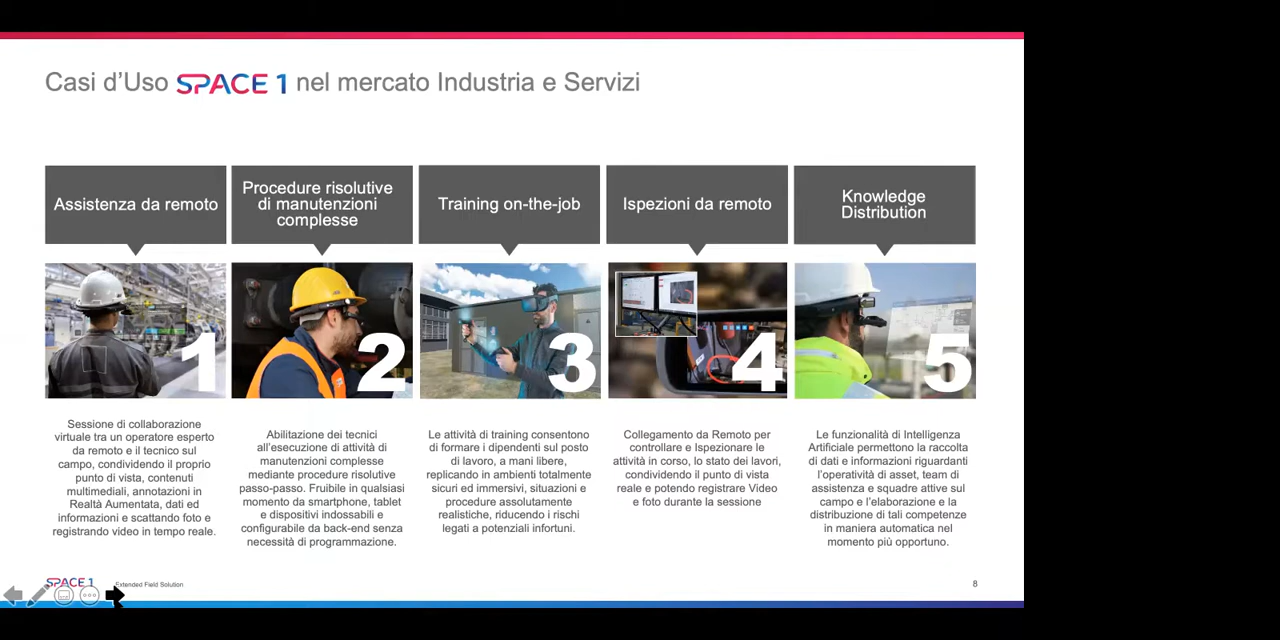 Casi d’Uso SPACE 1 nel mercato Industria e Servizi
Assistenza da remoto
Procedure risolutive
di manutenzioni
complesse
Training on-the-job
Ispezioni da remoto
Knowledge
Distribution
1
2
3
4
5
Sessione di collaborazione
virtuale tra un operatore esperto
da remoto e il tecnico sul
campo, condividendo il proprio
punto di vista, contenuti
multimediali, annotazioni in
Realtà Aumentata, dati ed
informazioni e scattando foto e
registrando video in tempo reale.
Abilitazione dei tecnici
all’esecuzione di attività di
manutenzioni complesse
mediante procedure risolutive
passo-passo. Fruibile in qualsiasi
momento da smartphone, tablet
e dispositivi indossabili e
configurabile da back-end senza
necessità di programmazione.
Le attività di training consentono
di formare i dipendenti sul posto
di lavoro, a mani libere,
replicando in ambienti totalmente
sicuri ed immersivi, situazioni e
procedure assolutamente
realistiche, riducendo i rischi
legati a potenziali infortuni.
Collegamento da Remoto per
controllare e Ispezionare le
attività in corso, lo stato dei lavori,
condividendo il punto di vista
reale e potendo registrare Video
e foto durante la sessione
Le funzionalità di Intelligenza
Artificiale permettono la raccolta
di dati e informazioni riguardanti
l’operatività di asset, team di
assistenza e squadre attive sul
campo e l’elaborazione e la
distribuzione di tali competenze
in maniera automatica nel
momento più opportuno.
SPACE 1
Extended Field Solution
8